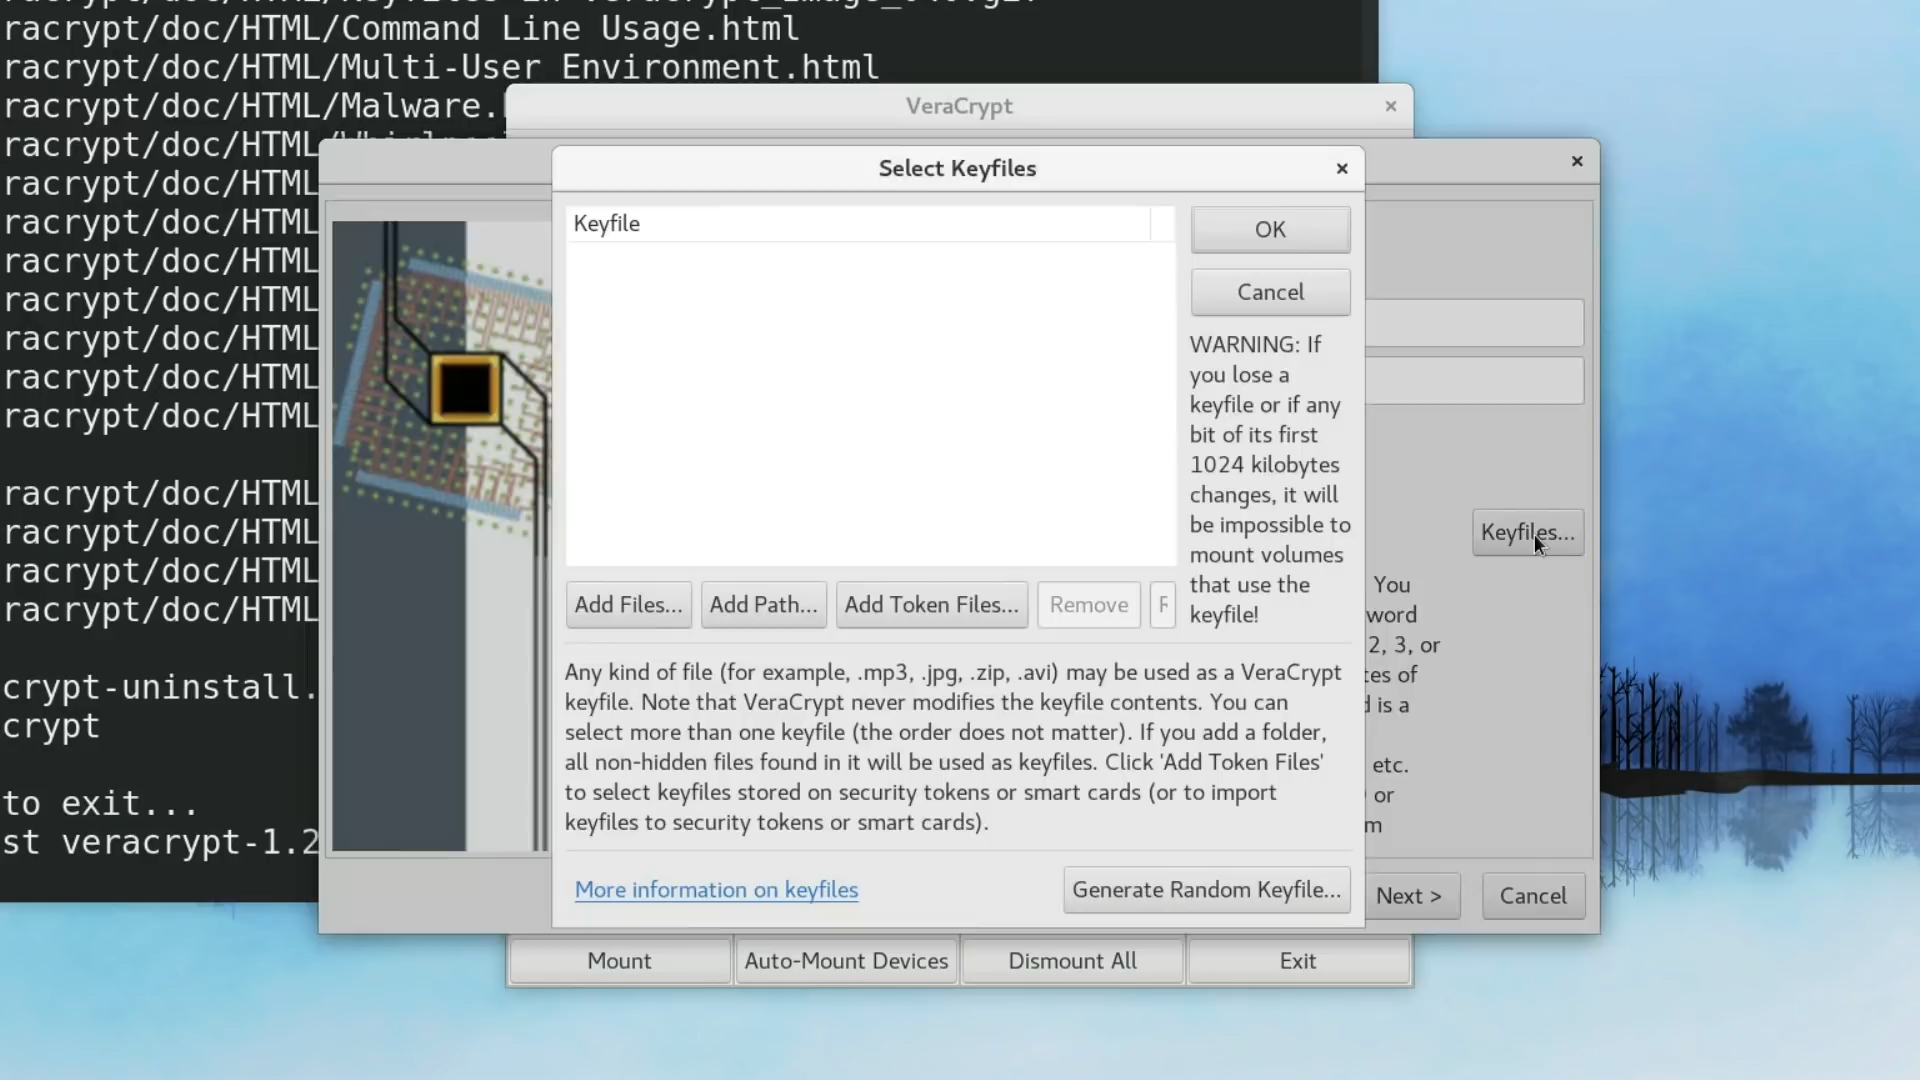 racrypt/doc/HTML/Command Line Usage.html
racrypt/doc/HTML/Multi-User Environment.html
racrypt/doc/HTML/Malware.
racrypt/doc/HTML
racrypt/doc/HTML
racrypt/doc/HTML
racrypt/doc/HTML
racrypt/doc/HTML
racrypt/doc/HTML
racrypt/doc/HTML
racrypt/doc/HTML
racrypt/doc/HTML
racrypt/doc/HTML
racrypt/doc/HTML
racrypt/doc/HTML
crypt-uninstall.
crypt
to exit...
st veracrypt-1.2
VeraCrypt
Select Keyfiles
Keyfile
OK
Cancel
WARNING: If
you lose a
keyfile or if any
bit of its first
1024 kilobytes
changes, it will
be impossible to
mount volumes
that use the
keyfile!
Add Files...
Add Path...
Add Token Files...
Remove
Any kind of file (for example, .mp3, .jpg, .zip, .avi) may be used as a VeraCrypt
keyfile. Note that VeraCrypt never modifies the keyfile contents. You can
select more than one keyfile (the order does not matter). If you add a folder,
all non-hidden files found in it will be used as keyfiles. Click 'Add Token Files'
to select keyfiles stored on security tokens or smart cards (or to import
keyfiles to security tokens or smart cards).
More information on keyfiles
Generate Random Keyfile...
Keyfiles...
You
word
2, 3, or
tes of
is a
etc.
or
m
Next >
Cancel
Mount
Auto-Mount Devices
Dismount All
Exit